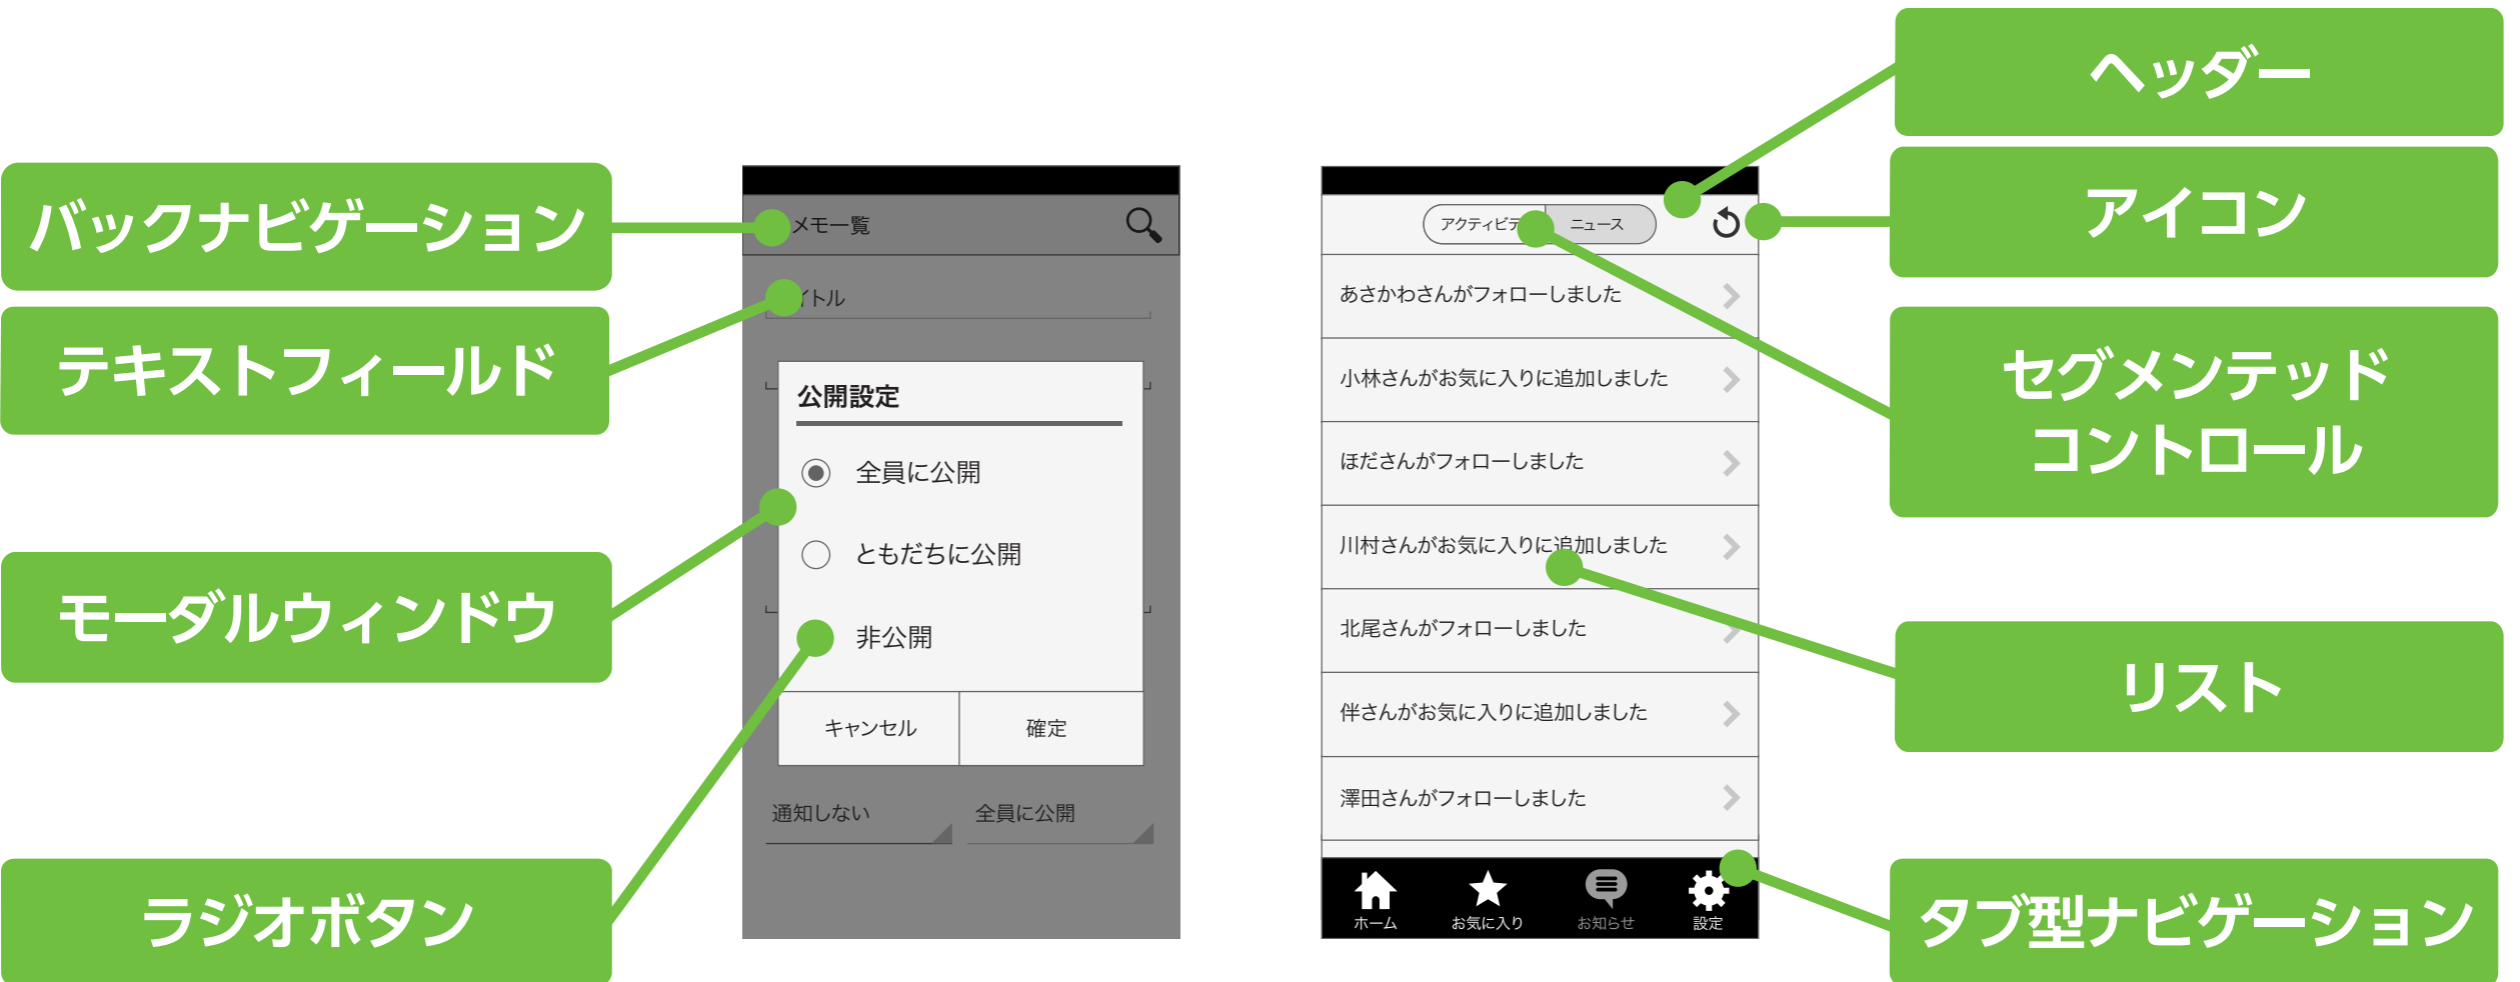 バックナビゲーション
テキストフィールド
モーダルウィンドウ
ラジオボタン
メモ一覧
イトル
公開設定
全員に公開
ともだちに公開
非公開
キャンセル 確定
通知しない 全員に公開
アクティビテ ニュース
あさかわさんがフォローしました
小林さんがお気に入りに追加しました
ほださんがフォローしました
川村さんがお気に入りに追加しました
北尾さんがフォローしました
伴さんがお気に入りに追加しました
澤田さんがフォローしました
ホーム お気に入り お知らせ 設定
ヘッダー
アイコン
セグメンテッド
コントロール
リスト
タブ型ナビゲーション